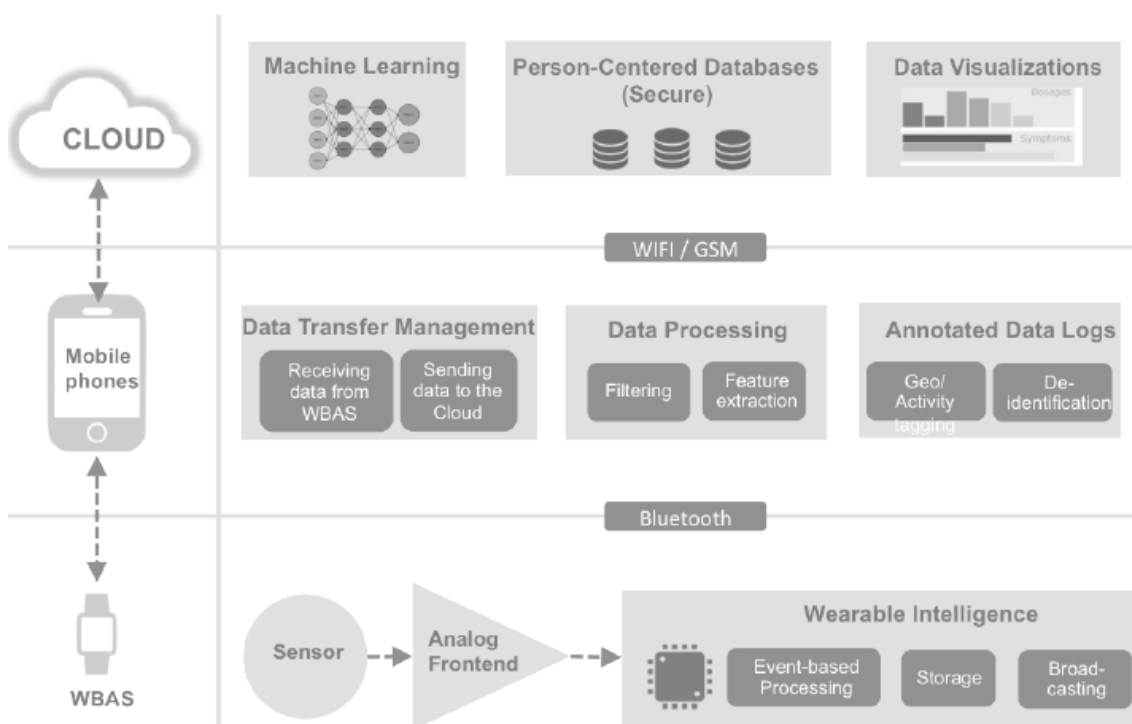 CLOUD
Machine Learning
Person-Centered Databases
(Secure)
Data Visualizations
Dosages
Symptoms
WIFI / GSM
Mobile
phones
Data Transfer Management
Receiving
data from
WBAS
Sending
data to the
Cloud
Data Processing
Filtering
Feature
extraction
Annotated Data Logs
Geo/
Activity
tagging
De-
identification
Bluetooth
WBAS
Sensor
Analog
Frontend
Wearable Intelligence
Event-based
Processing
Storage
Broad-
casting